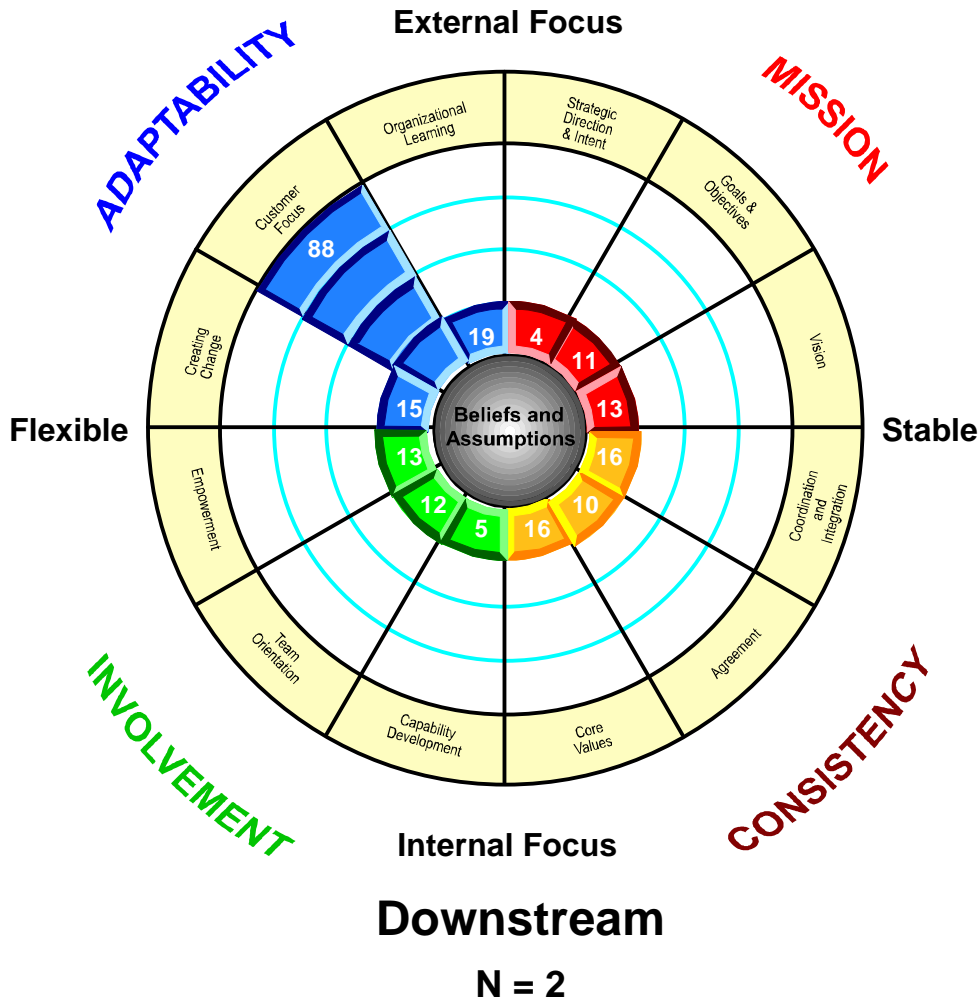 External Focus
ADAPTABILITY
MISSION
Organizational
Learning
Strategic
Direction
& Intent
Customer
Focus
Goals &
Objectives
Creating
Change
Vision
88
19
4
11
15
13
Flexible
Beliefs and
Assumptions
Stable
13
16
12
10
5
16
Empowerment
Coordination
and
Integration
Team
Orientation
Agreement
Capability
Development
Core
Values
INVOLVEMENT
CONSISTENCY
Internal Focus
Downstream
N = 2